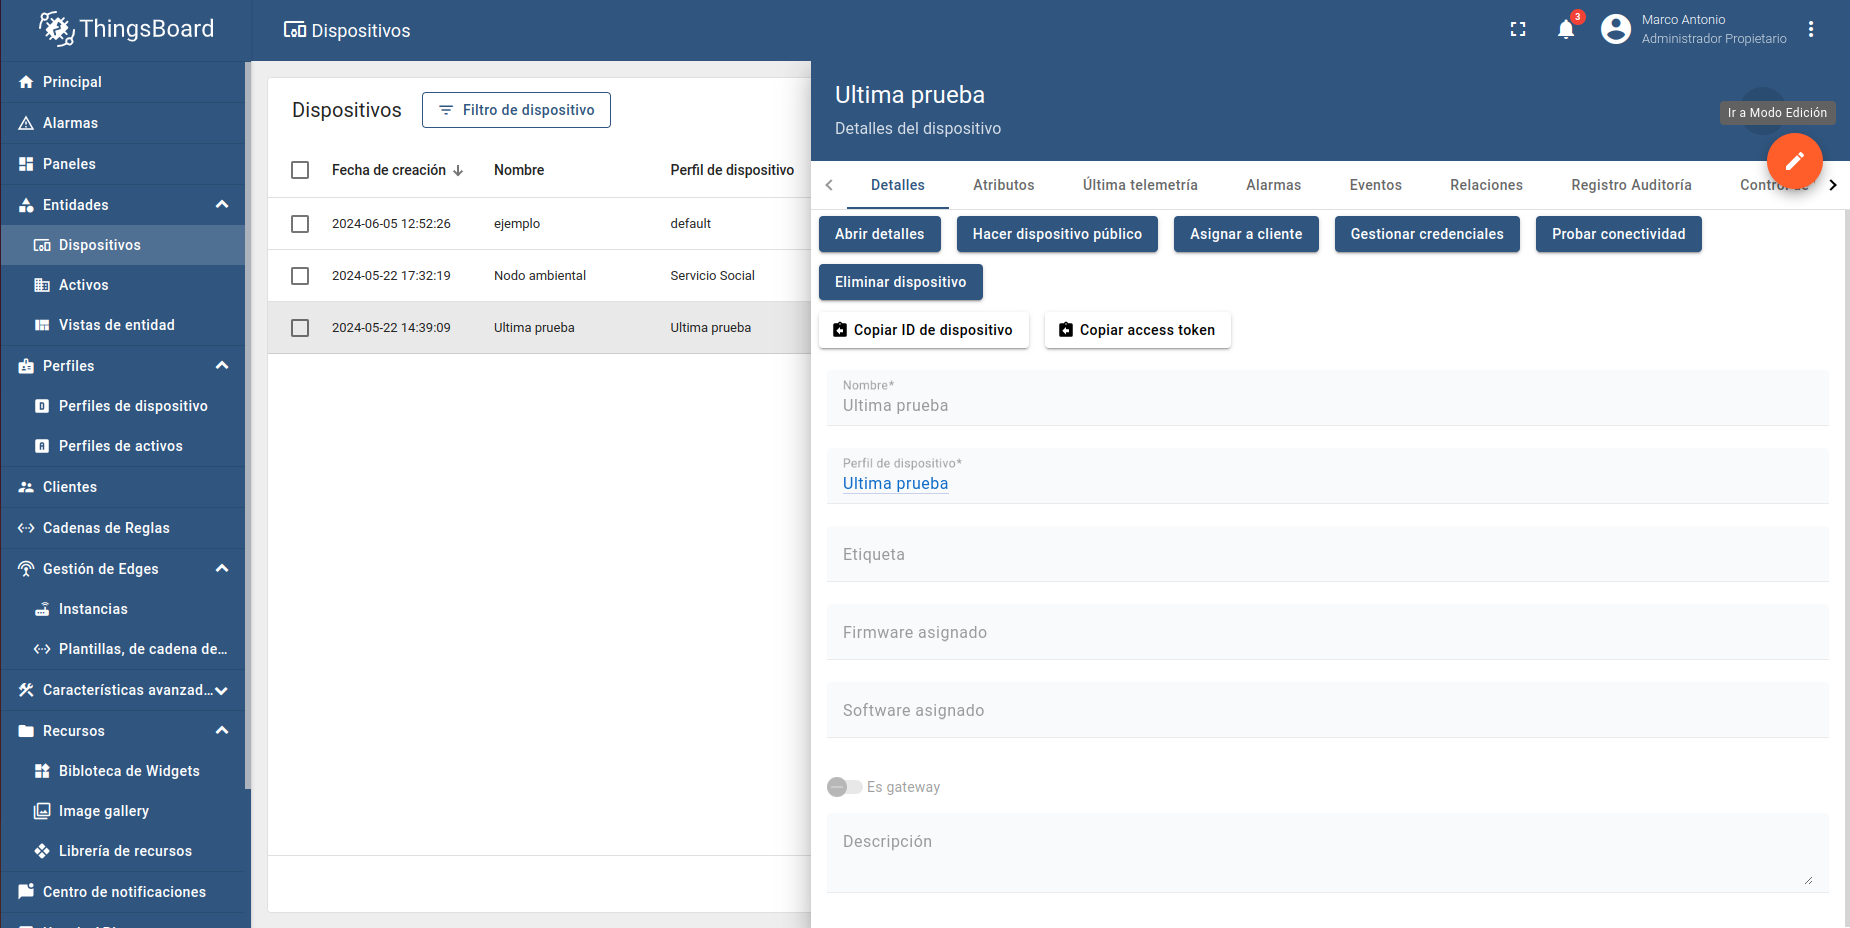 ThingsBoard
Dispositivos
3
Marco Antonio
Administrador Propietario
Principal
Alarmas
Paneles
Entidades
Dispositivos
Activos
Vistas de entidad
Perfiles
Perfiles de dispositivo
Perfiles de activos
Clientes
Cadenas de Reglas
Gestión de Edges
Instancias
Plantillas, de cadena de…
Características avanzad…
Recursos
Bibloteca de Widgets
Image gallery
Librería de recursos
Centro de notificaciones
Dispositivos
Filtro de dispositivo
Fecha de creación Nombre Perfil de dispositivo
2024-06-05 12:52:26 ejemplo default
2024-05-22 17:32:19 Nodo ambiental Servicio Social
2024-05-22 14:39:09 Ultima prueba Ultima prueba
Ultima prueba
Detalles del dispositivo
Ir a Modo Edición
Detalles Atributos Última telemetría Alarmas Eventos Relaciones Registro Auditoría
Abrir detalles Hacer dispositivo público Asignar a cliente Gestionar credenciales Probar conectividad
Eliminar dispositivo
Copiar ID de dispositivo Copiar access token
Nombre*
Ultima prueba
Perfil de dispositivo*
Ultima prueba
Etiqueta
Firmware asignado
Software asignado
Es gateway
Descripción